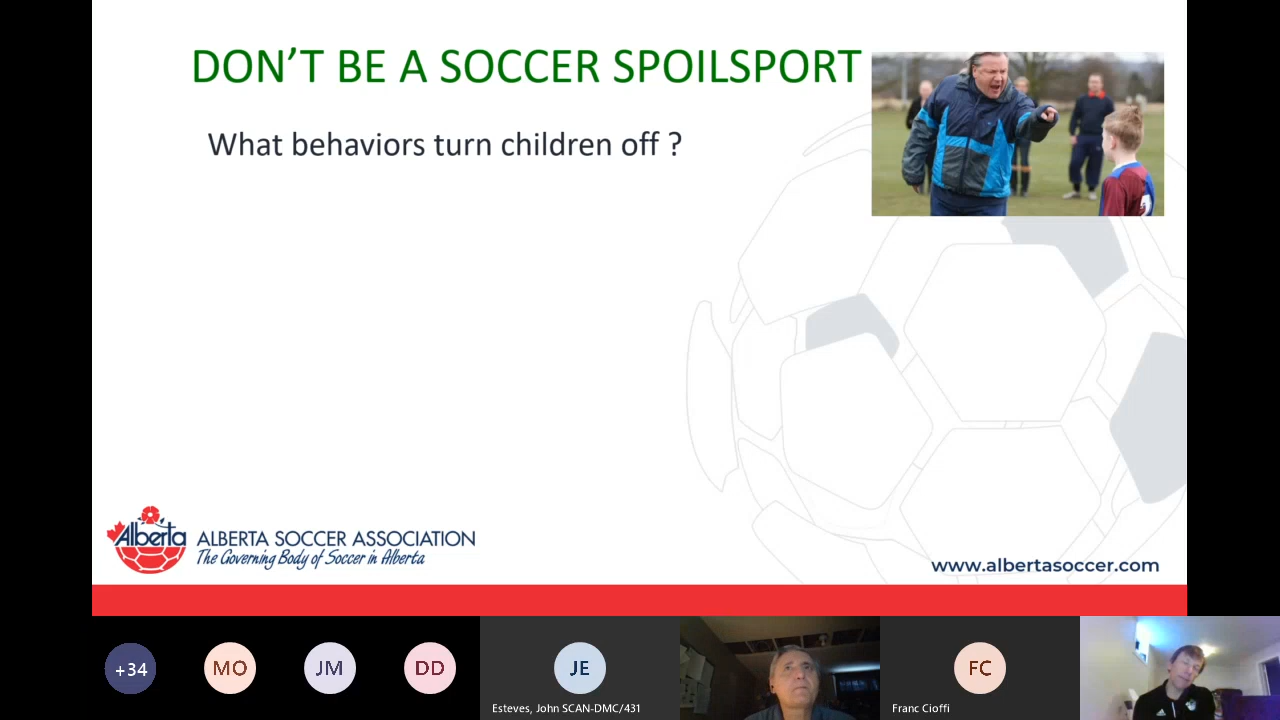 DON'T BE A SOCCER SPOILSPORT
What behaviors turn children off ?
Alberta
ALBERTA SOCCER ASSOCIATION
The Governing Body of Soccer in Alberta
www.albertasoccer.com
+34
MO
JM
DD
JE
FC
Esteves, John SCAN-DMC/431
Franc Cioffi